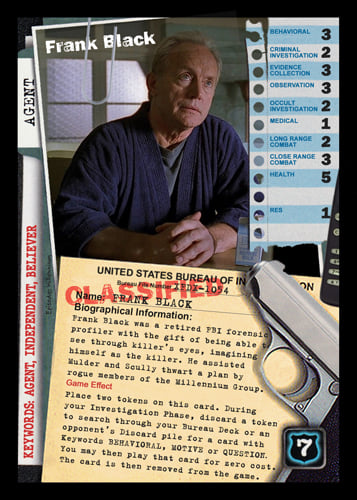 Frank Black
BEHAVIORAL 3
CRIMINAL INVESTIGATION 2
EVIDENCE COLLECTION 3
OBSERVATION 3
OCCULT INVESTIGATION 2
MEDICAL 1
LONG RANGE COMBAT 2
CLOSE RANGE COMBAT 3
HEALTH 5
RES 1
AGENT
KEYWORDS: AGENT, INDEPENDENT, BELIEVER
Episode: Millennium
UNITED STATES BUREAU OF IN
ON
Bureau File Number XPDX-1054
CLASSIFIED
Name: FRANK BLACK
Biographical Information:
Frank Black was a retired FBI forensic
profiler with the gift of being able to
see through killer's eyes, imagining
himself as the killer. He assisted
Mulder and Scully thwart a plan by
rogue members of the Millennium Group.
Game Effect
Place two tokens on this card. During
your Investigation Phase, discard a token
to search through your Bureau Deck or an
opponent's Discard pile for a card with
Keywords BEHAVIORAL, MOTIVE or QUESTION.
You may then play that card for zero cost.
The card is then removed from the game.
7